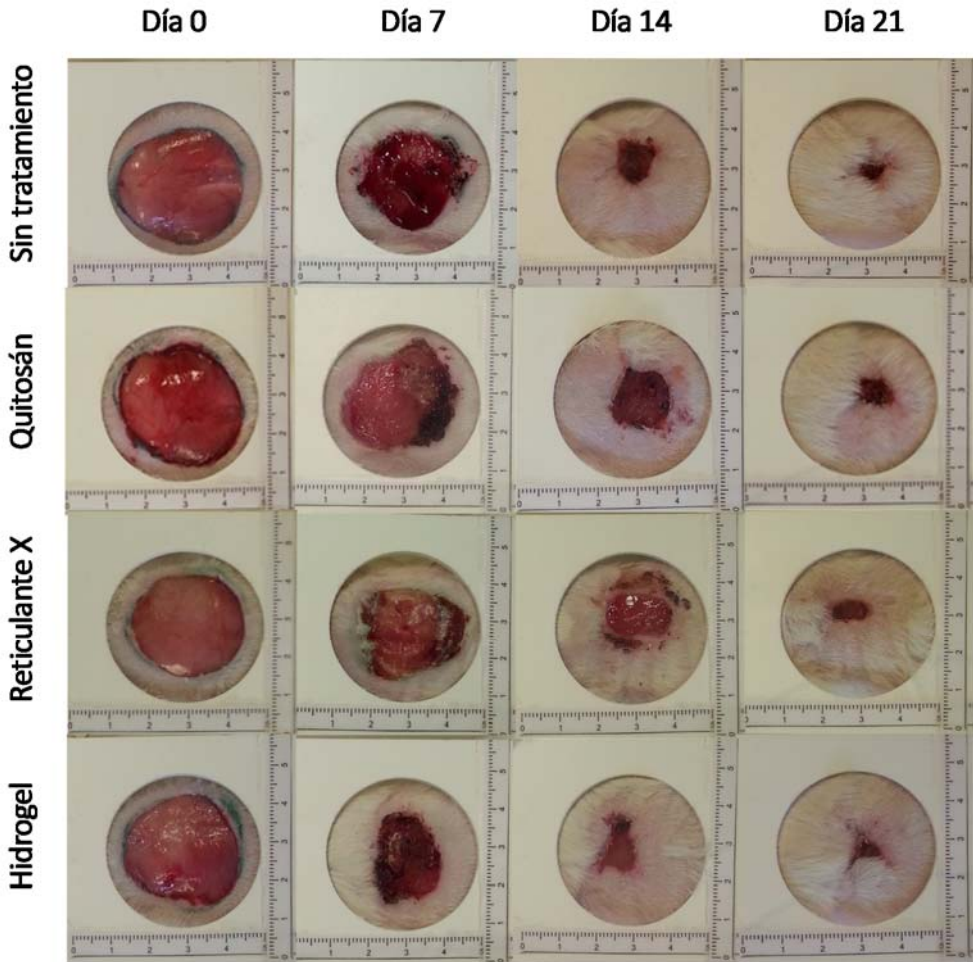 Día 0 Día 7 Día 14 Día 21
Sin tratamiento
Quitosán
Reticulante X
Hidrogel